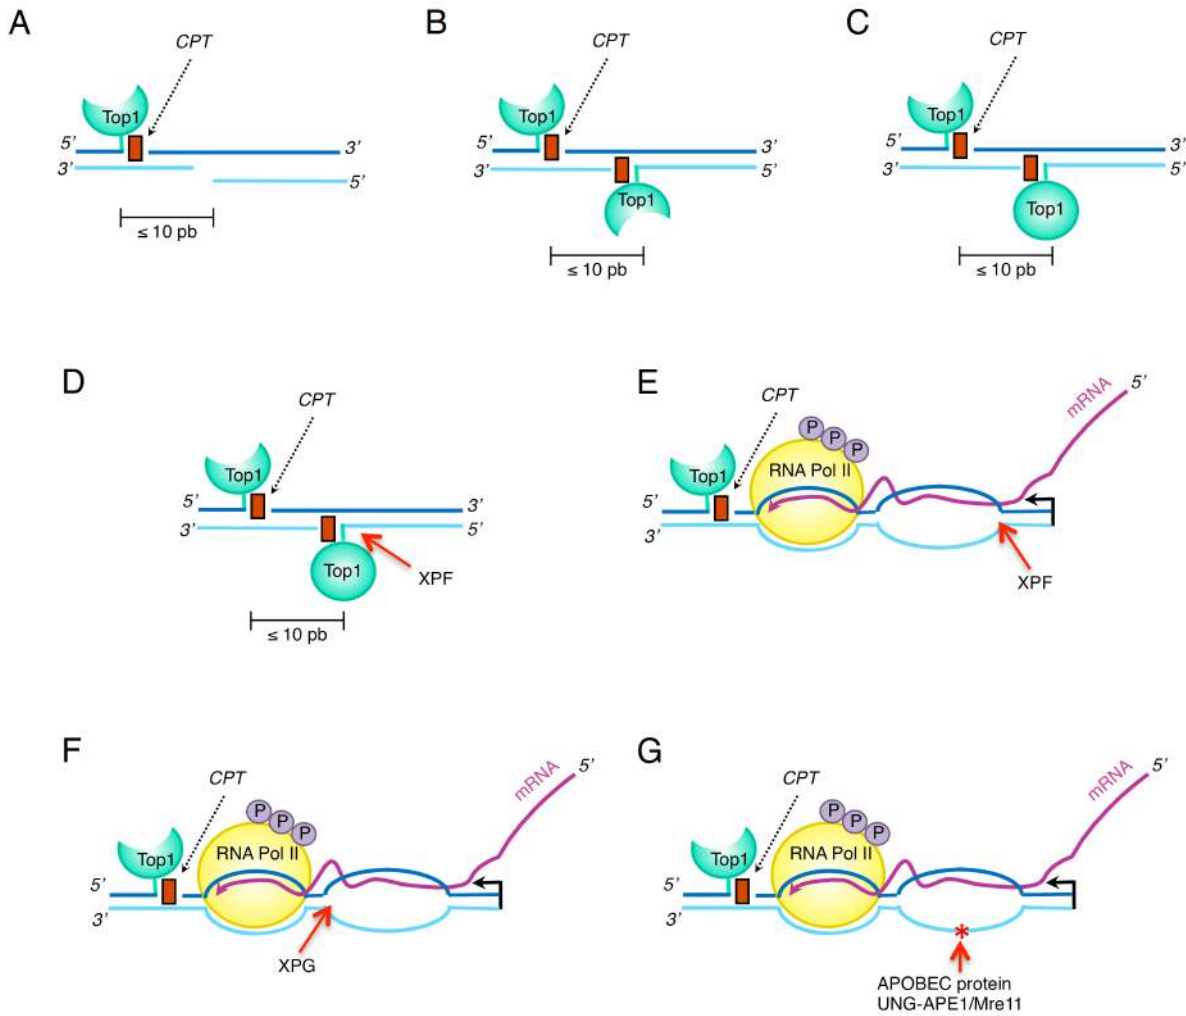 A
CPT
Top1
5’
3’
3’
5’
≤ 10 pb
B
CPT
Top1
5’
3’
3’
5’
Top1
≤ 10 pb
C
CPT
Top1
5’
3’
3’
5’
Top1
≤ 10 pb
D
CPT
Top1
5’
3’
3’
5’
Top1
XPF
≤ 10 pb
E
CPT
mRNA
5’
P P P
RNA Pol II
Top1
5’
3’
XPF
F
CPT
mRNA
5’
P P P
RNA Pol II
Top1
5’
3’
XPG
G
CPT
mRNA
5’
P P P
RNA Pol II
Top1
5’
3’
*
APOBEC protein
UNG-APE1/Mre11